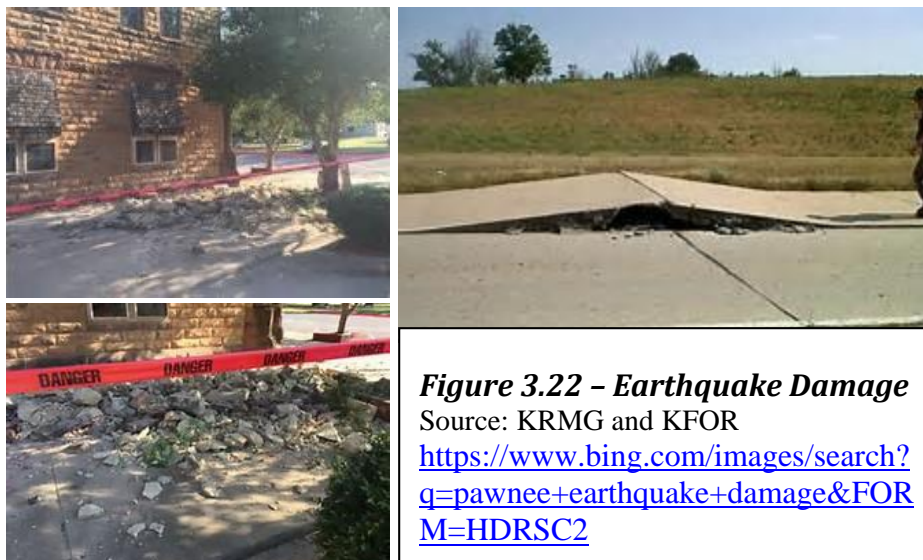 DANGER DANGER DANGER DANGER
Figure 3.22 – Earthquake Damage
Source: KRMG and KFOR
https://www.bing.com/images/search?
q=pawnee+earthquake+damage&FOR
M=HDRSC2